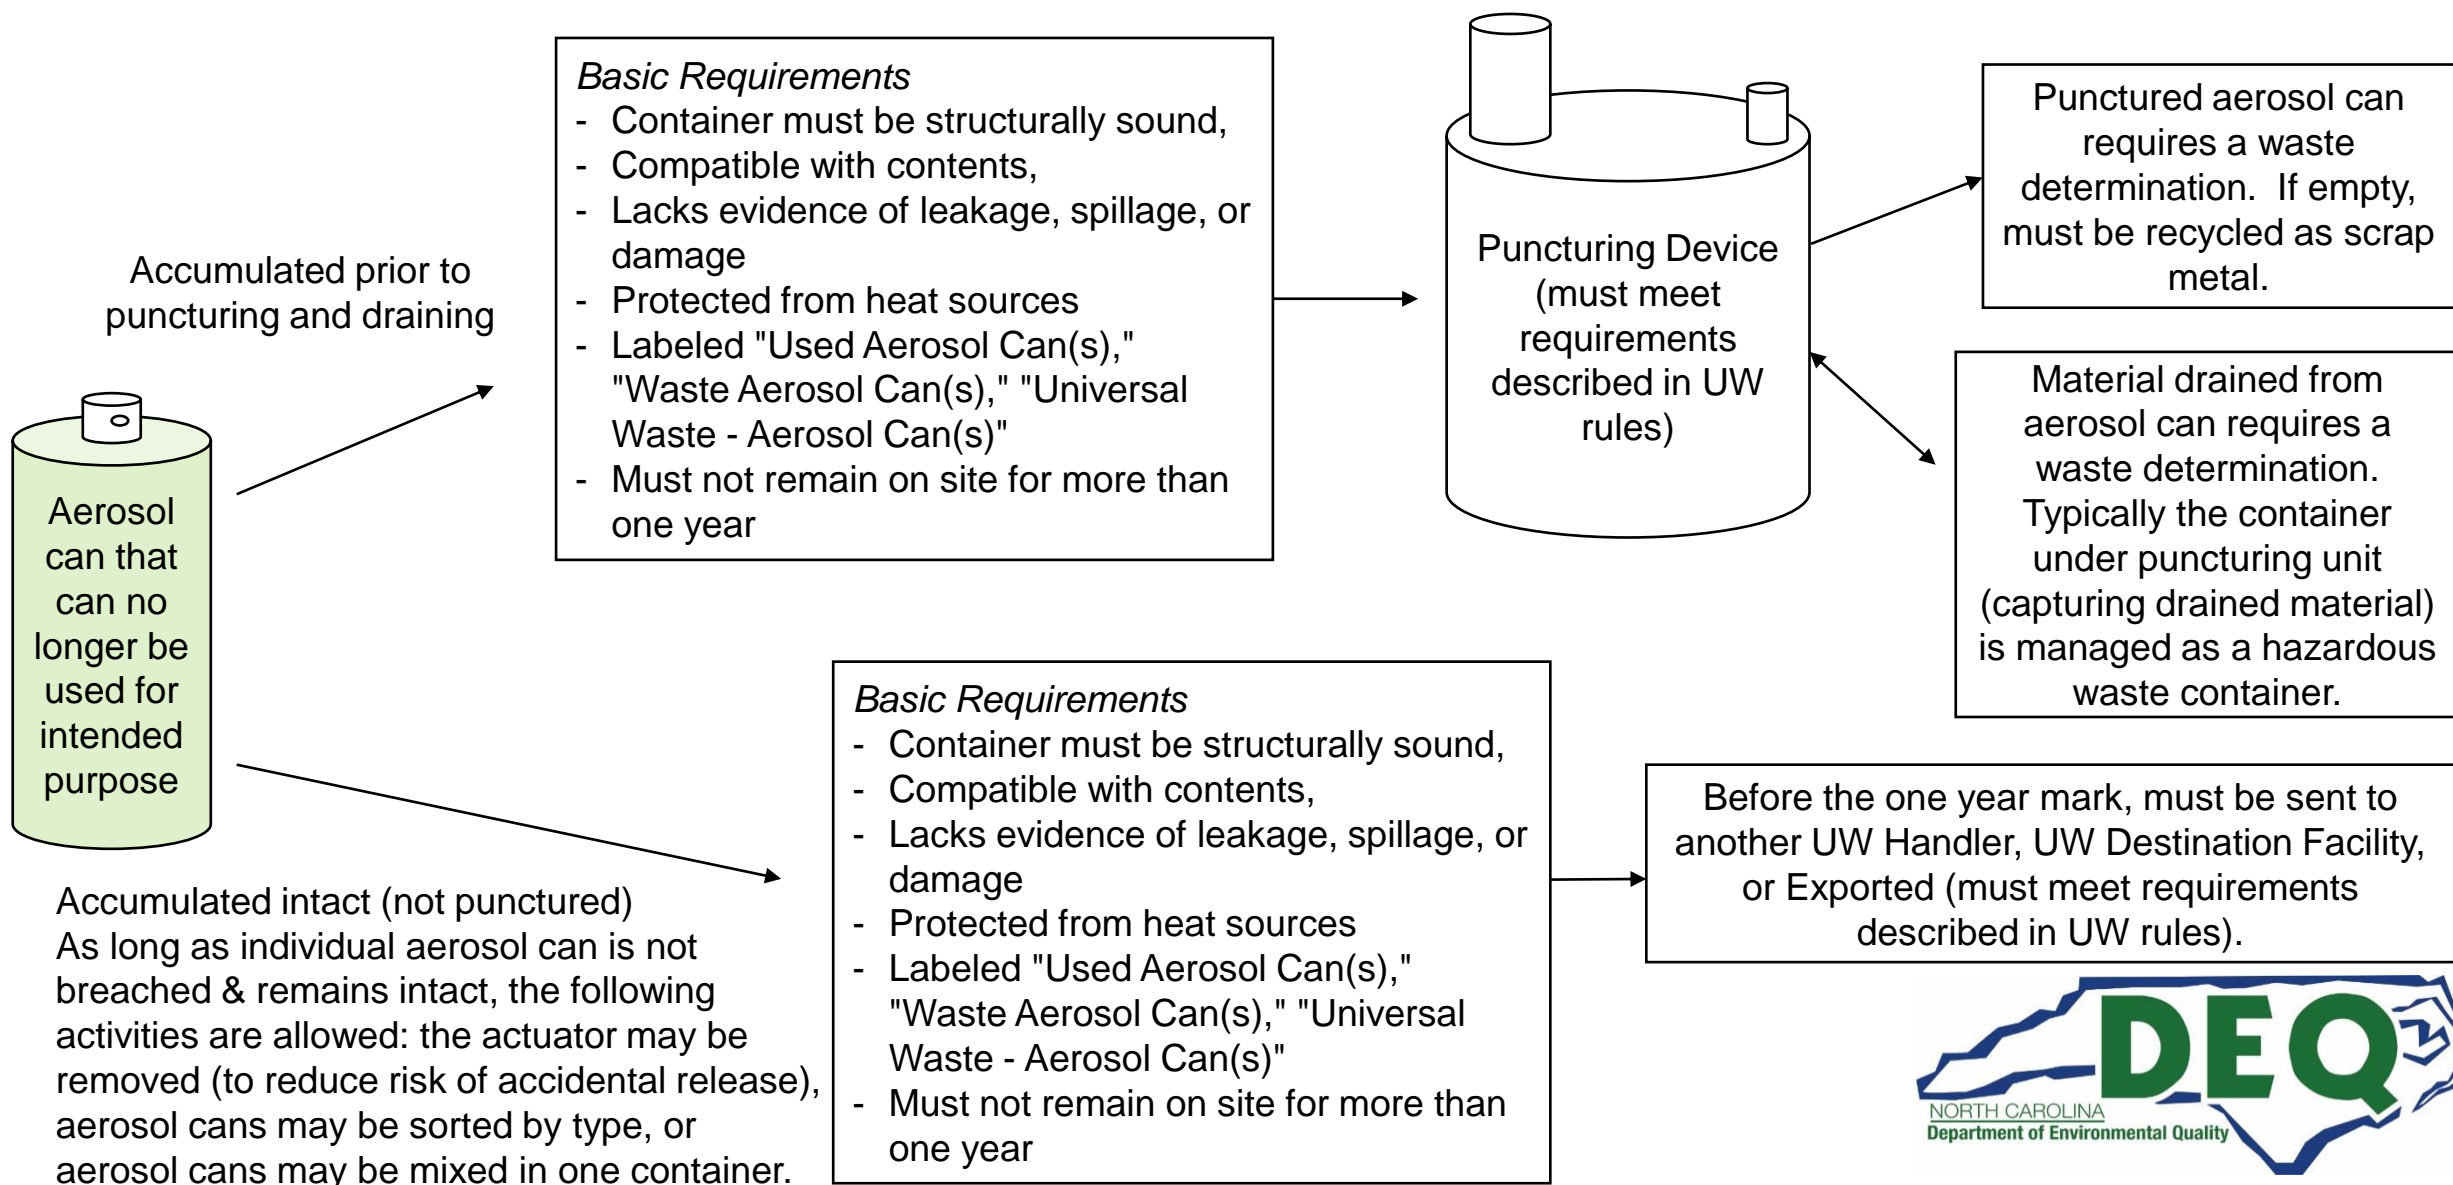 Basic Requirements
- Container must be structurally sound,
- Compatible with contents,
- Lacks evidence of leakage, spillage, or
damage
- Protected from heat sources
- Labeled "Used Aerosol Can(s),"
"Waste Aerosol Can(s)," "Universal
Waste - Aerosol Can(s)"
- Must not remain on site for more than
one year
Accumulated prior to
puncturing and draining
Aerosol
can that
can no
longer be
used for
intended
purpose
Puncturing Device
(must meet
requirements
described in UW
rules)
Punctured aerosol can
requires a waste
determination.  If empty,
must be recycled as scrap
metal.
Material drained from
aerosol can requires a
waste determination.
Typically the container
under puncturing unit
(capturing drained material)
is managed as a hazardous
waste container.
Accumulated intact (not punctured)
As long as individual aerosol can is not
breached & remains intact, the following
activities are allowed: the actuator may be
removed (to reduce risk of accidental release),
aerosol cans may be sorted by type, or
aerosol cans may be mixed in one container.
Basic Requirements
- Container must be structurally sound,
- Compatible with contents,
- Lacks evidence of leakage, spillage, or
damage
- Protected from heat sources
- Labeled "Used Aerosol Can(s),"
"Waste Aerosol Can(s)," "Universal
Waste - Aerosol Can(s)"
- Must not remain on site for more than
one year
Before the one year mark, must be sent to
another UW Handler, UW Destination Facility,
or Exported (must meet requirements
described in UW rules).
DEQ
NORTH CAROLINA
Department of Environmental Quality